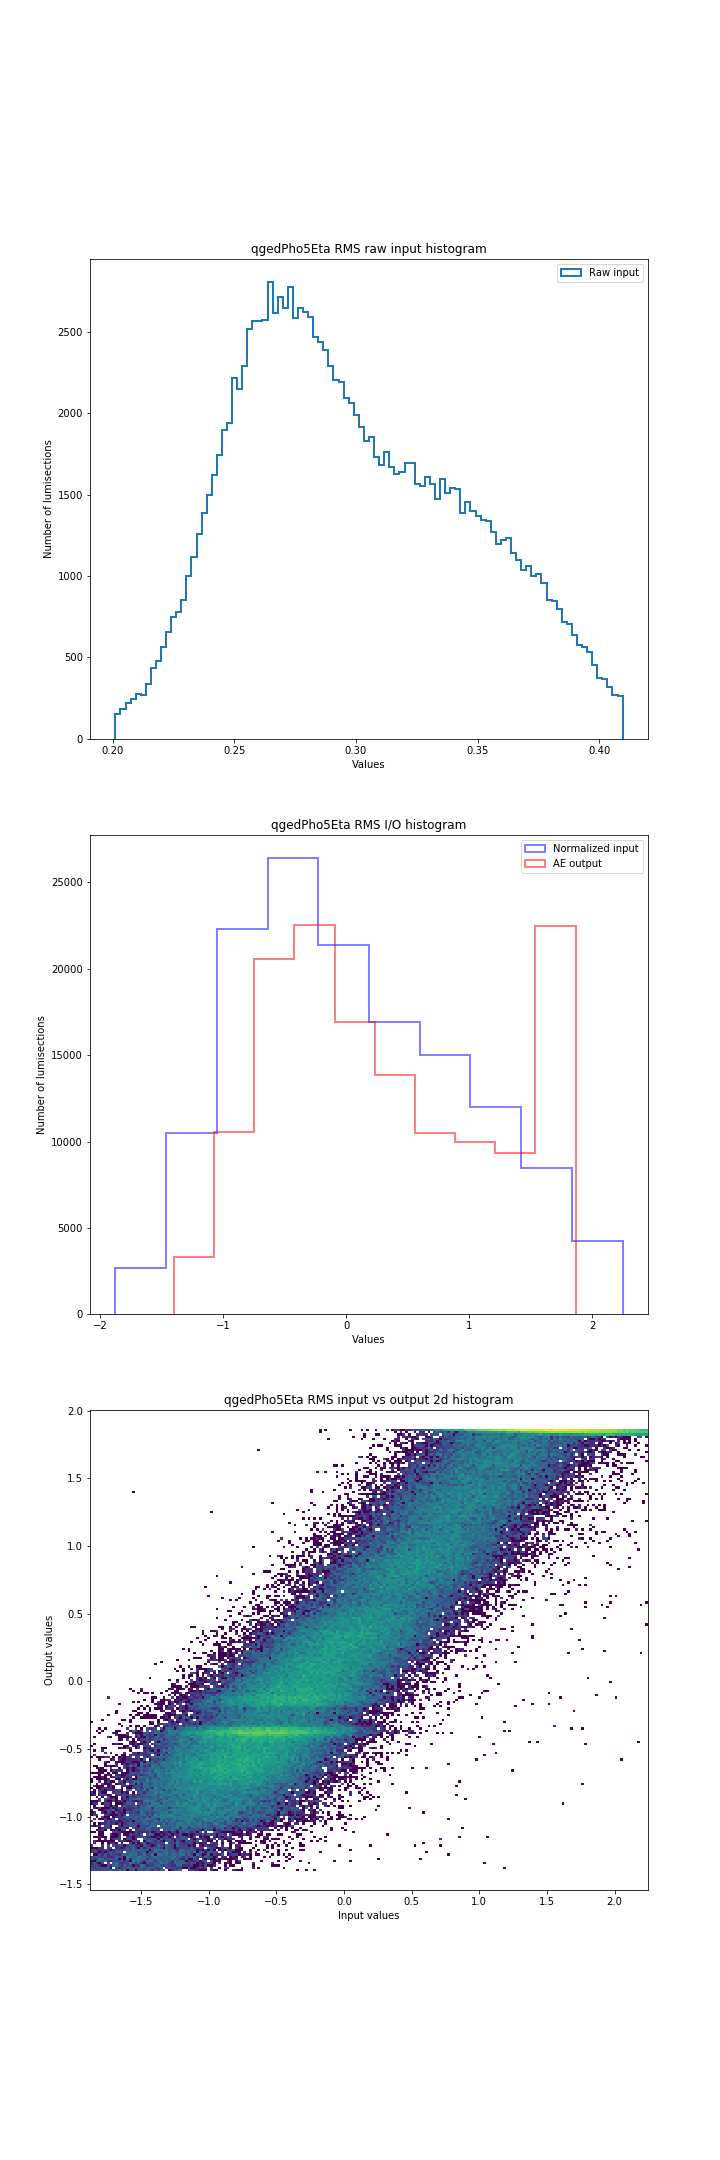 qgedPho5Eta RMS raw input histogram
Raw input
2500
2000
1500
1000
500
0
Number of lumisections
0.20 0.25 0.30 0.35 0.40
Values
qgedPho5Eta RMS I/O histogram
Normalized input
AE output
25000
20000
15000
10000
5000
0
Number of lumisections
−2 −1 0 1 2
Values
qgedPho5Eta RMS input vs output 2d histogram
2.0
1.5
1.0
0.5
0.0
−0.5
−1.0
−1.5
Output values
−1.5 −1.0 −0.5 0.0 0.5 1.0 1.5 2.0
Input values